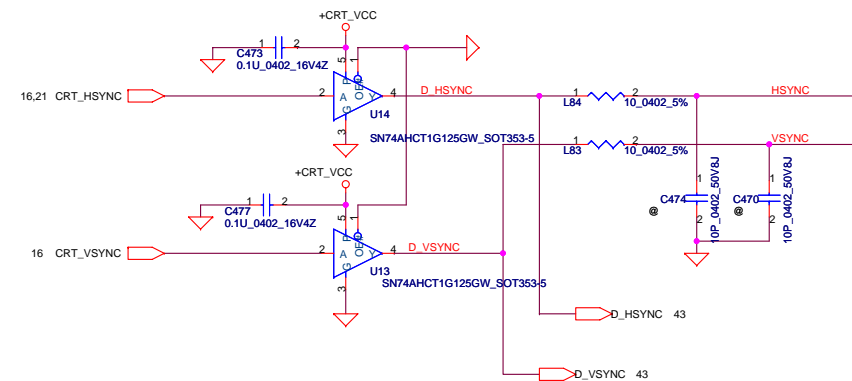 +CRT_VCC
1 2
C473
0.1U_0402_16V4Z
5
1
P
OE#
16,21 CRT_HSYNC
2
A
Y
4
D_HSYNC
G
U14
3
SN74AHCT1G125GW_SOT353-5
1 2
L84
10_0402_5%
HSYNC
1 2
L83
10_0402_5%
VSYNC
+CRT_VCC
1 2
C477
0.1U_0402_16V4Z
5
1
P
OE#
16 CRT_VSYNC
2
A
Y
4
D_VSYNC
G
U13
3
SN74AHCT1G125GW_SOT353-5
1
C474
@
2
10P_0402_50V8J
1
C470
@
2
10P_0402_50V8J
D_HSYNC 43
D_VSYNC 43